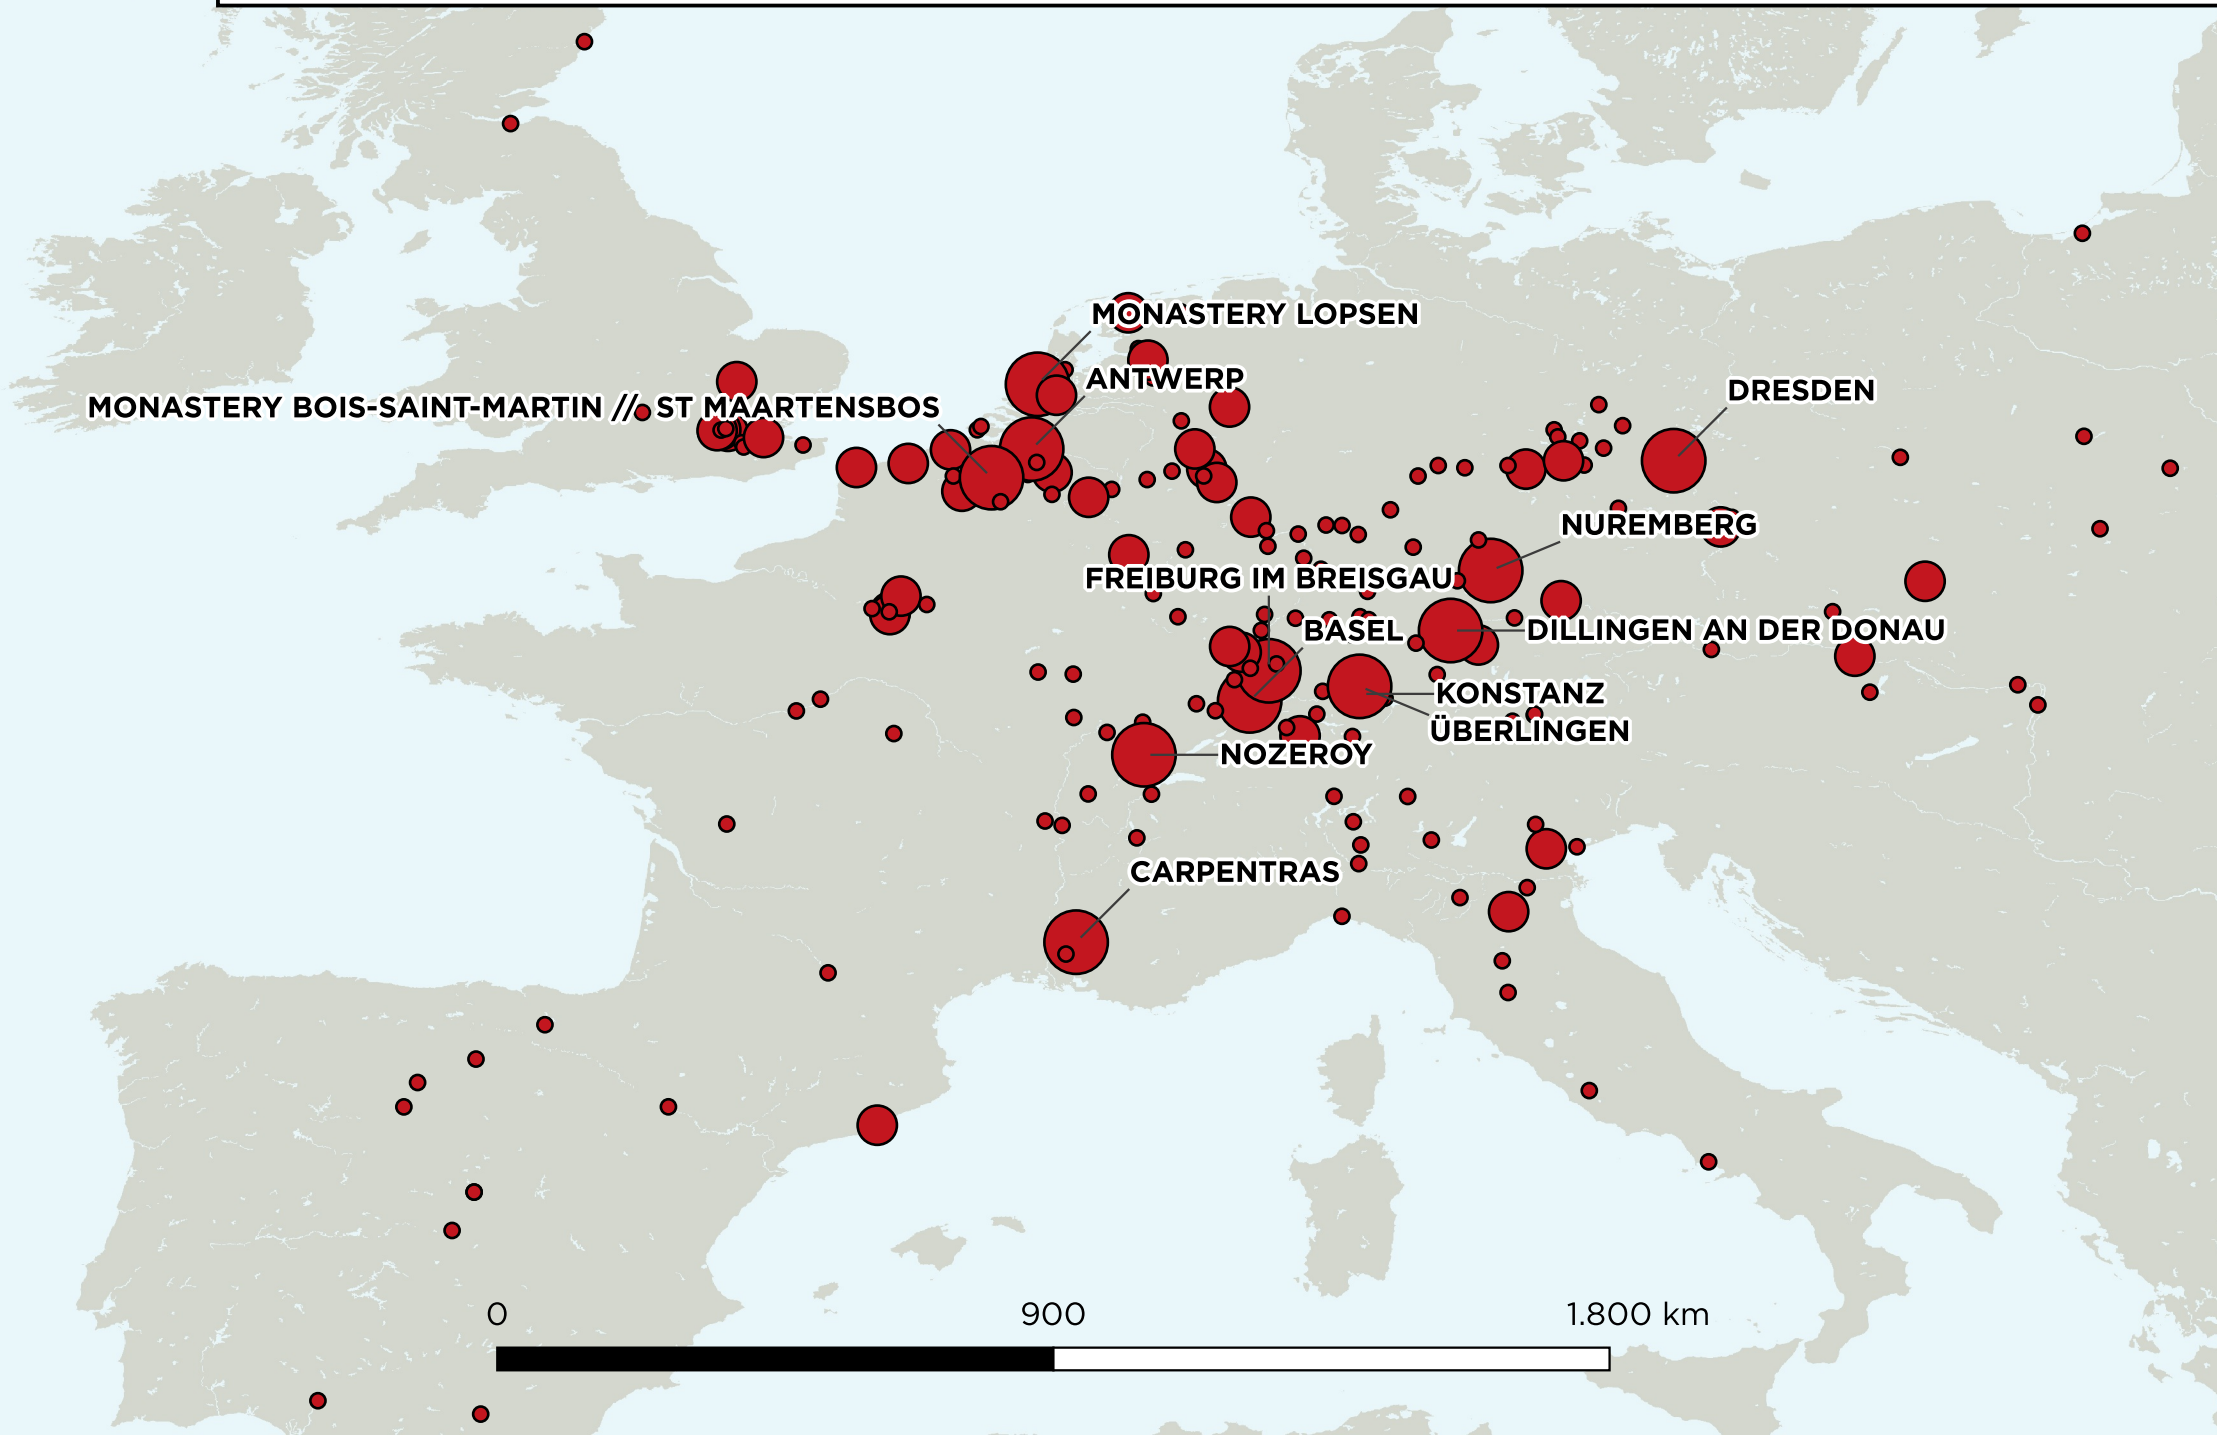 MONASTERY LOPSEN
ANTWERP
DRESDEN
MONASTERY BOIS-SAINT-MARTIN // ST MAARTENSBOS
NUREMBERG
FREIBURG IM BREISGAU
BASEL
DILLINGEN AN DER DONAU
KONSTANZ
ÜBERLINGEN
NOZEROY
CARPENTRAS
0 900 1.800 km